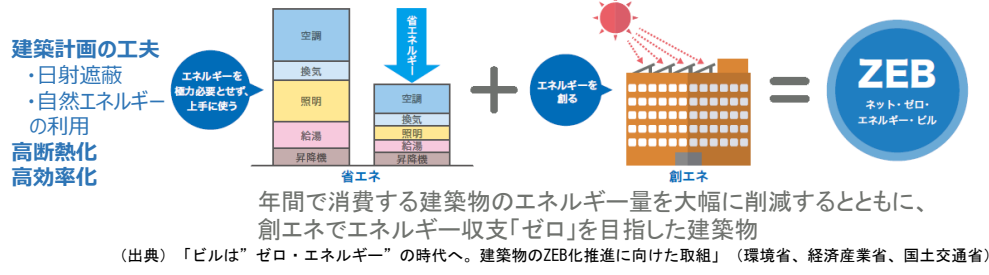 建築計画の工夫
・日射遮蔽
・自然エネルギー
の利用
高断熱化
高効率化
エネルギーを
極力必要とせず、
上手に使う
空調
換気
照明
給湯
昇降機
省エネルギー
空調
換気
照明
給湯
昇降機
省エネ
＋
エネルギーを
創る
創エネ
＝
ZEB
ネット・ゼロ・
エネルギー・ビル
年間で消費する建築物のエネルギー量を大幅に削減するとともに、
創エネでエネルギー収支「ゼロ」を目指した建築物
（出典）「ビルは”ゼロ・エネルギー”の時代へ。建築物のZEB化推進に向けた取組」（環境省、経済産業省、国土交通省）